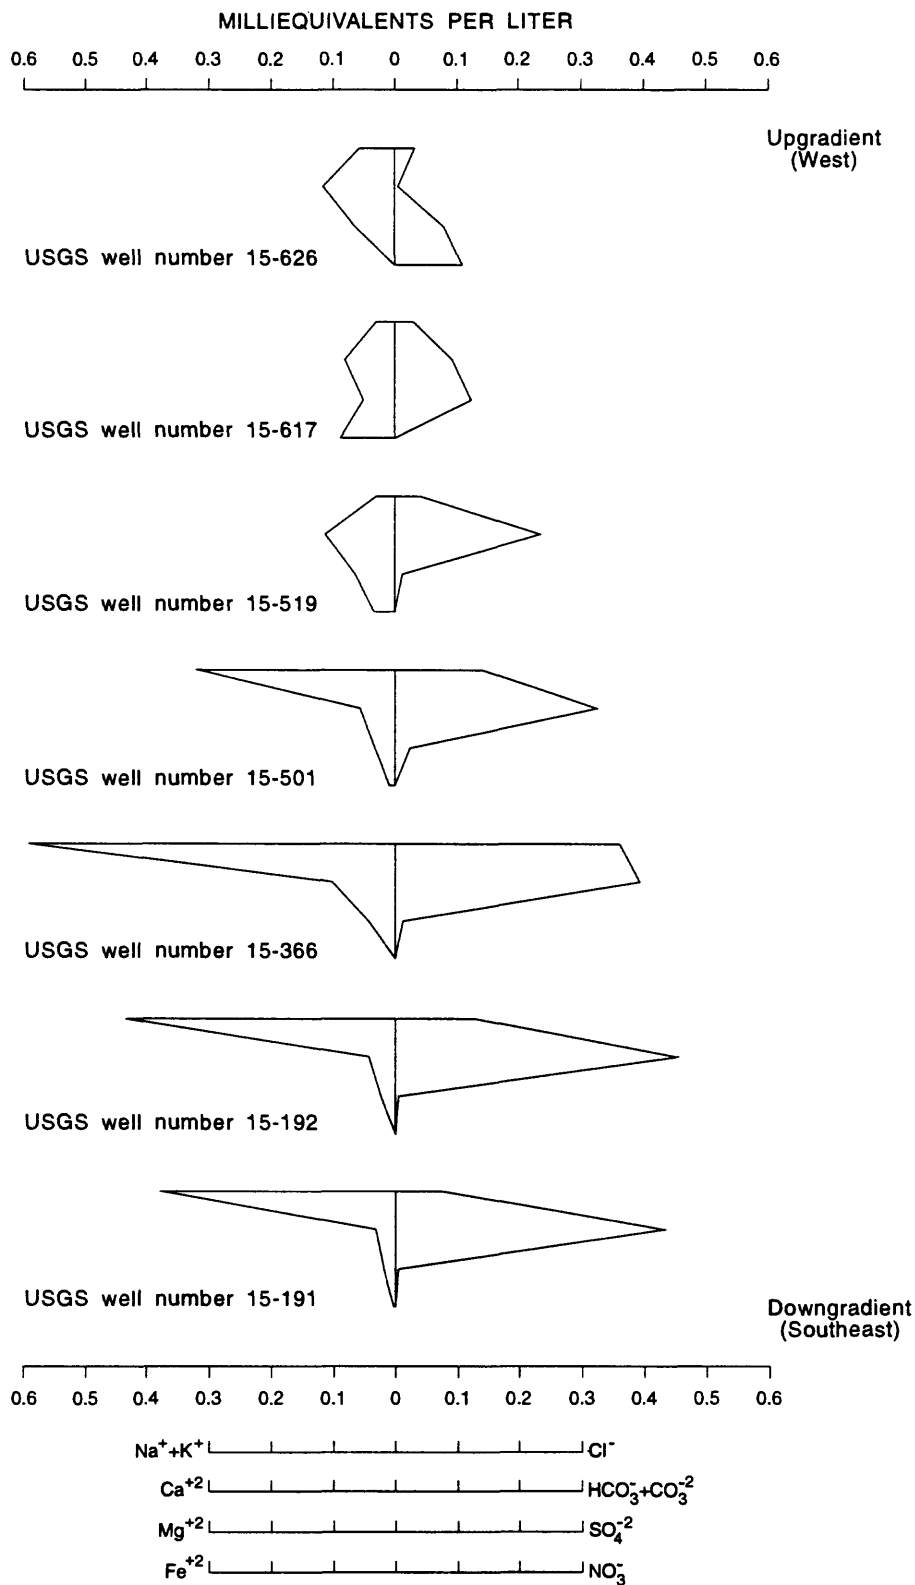 MILLIEQUIVALENTS PER LITER
0.6 0.5 0.4 0.3 0.2 0.1 0 0.1 0.2 0.3 0.4 0.5 0.6
Upgradient
(West)
USGS well number 15-626
USGS well number 15-617
USGS well number 15-519
USGS well number 15-501
USGS well number 15-366
USGS well number 15-192
USGS well number 15-191
Downgradient
(Southeast)
0.6 0.5 0.4 0.3 0.2 0.1 0 0.1 0.2 0.3 0.4 0.5 0.6
Na⁺+K⁺ Cl⁻
Ca⁺² HCO₃⁻+CO₃⁻²
Mg⁺² SO₄⁻²
Fe⁺² NO₃⁻